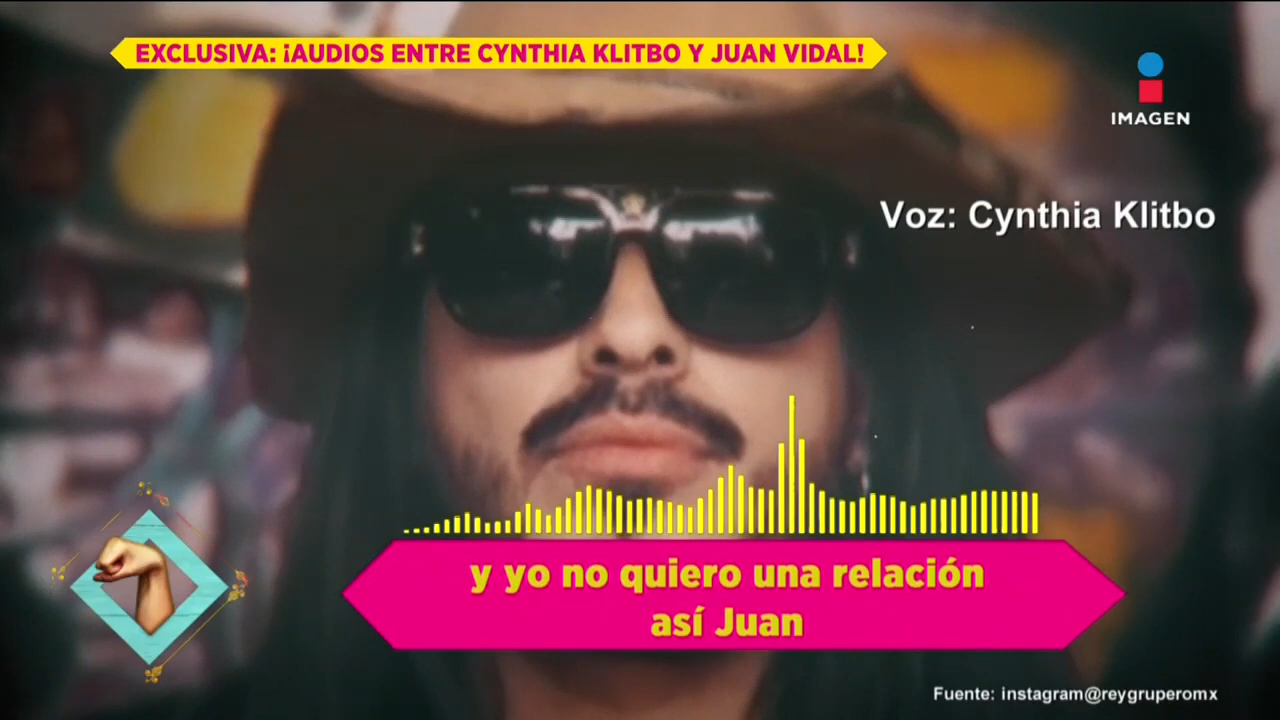 EXCLUSIVA: ¡AUDIOS ENTRE CYNTHIA KLITBO Y JUAN VIDAL!
IMAGEN
Voz: Cynthia Klitbo
y yo no quiero una relación
así Juan
Fuente: instagram@reygruperomx